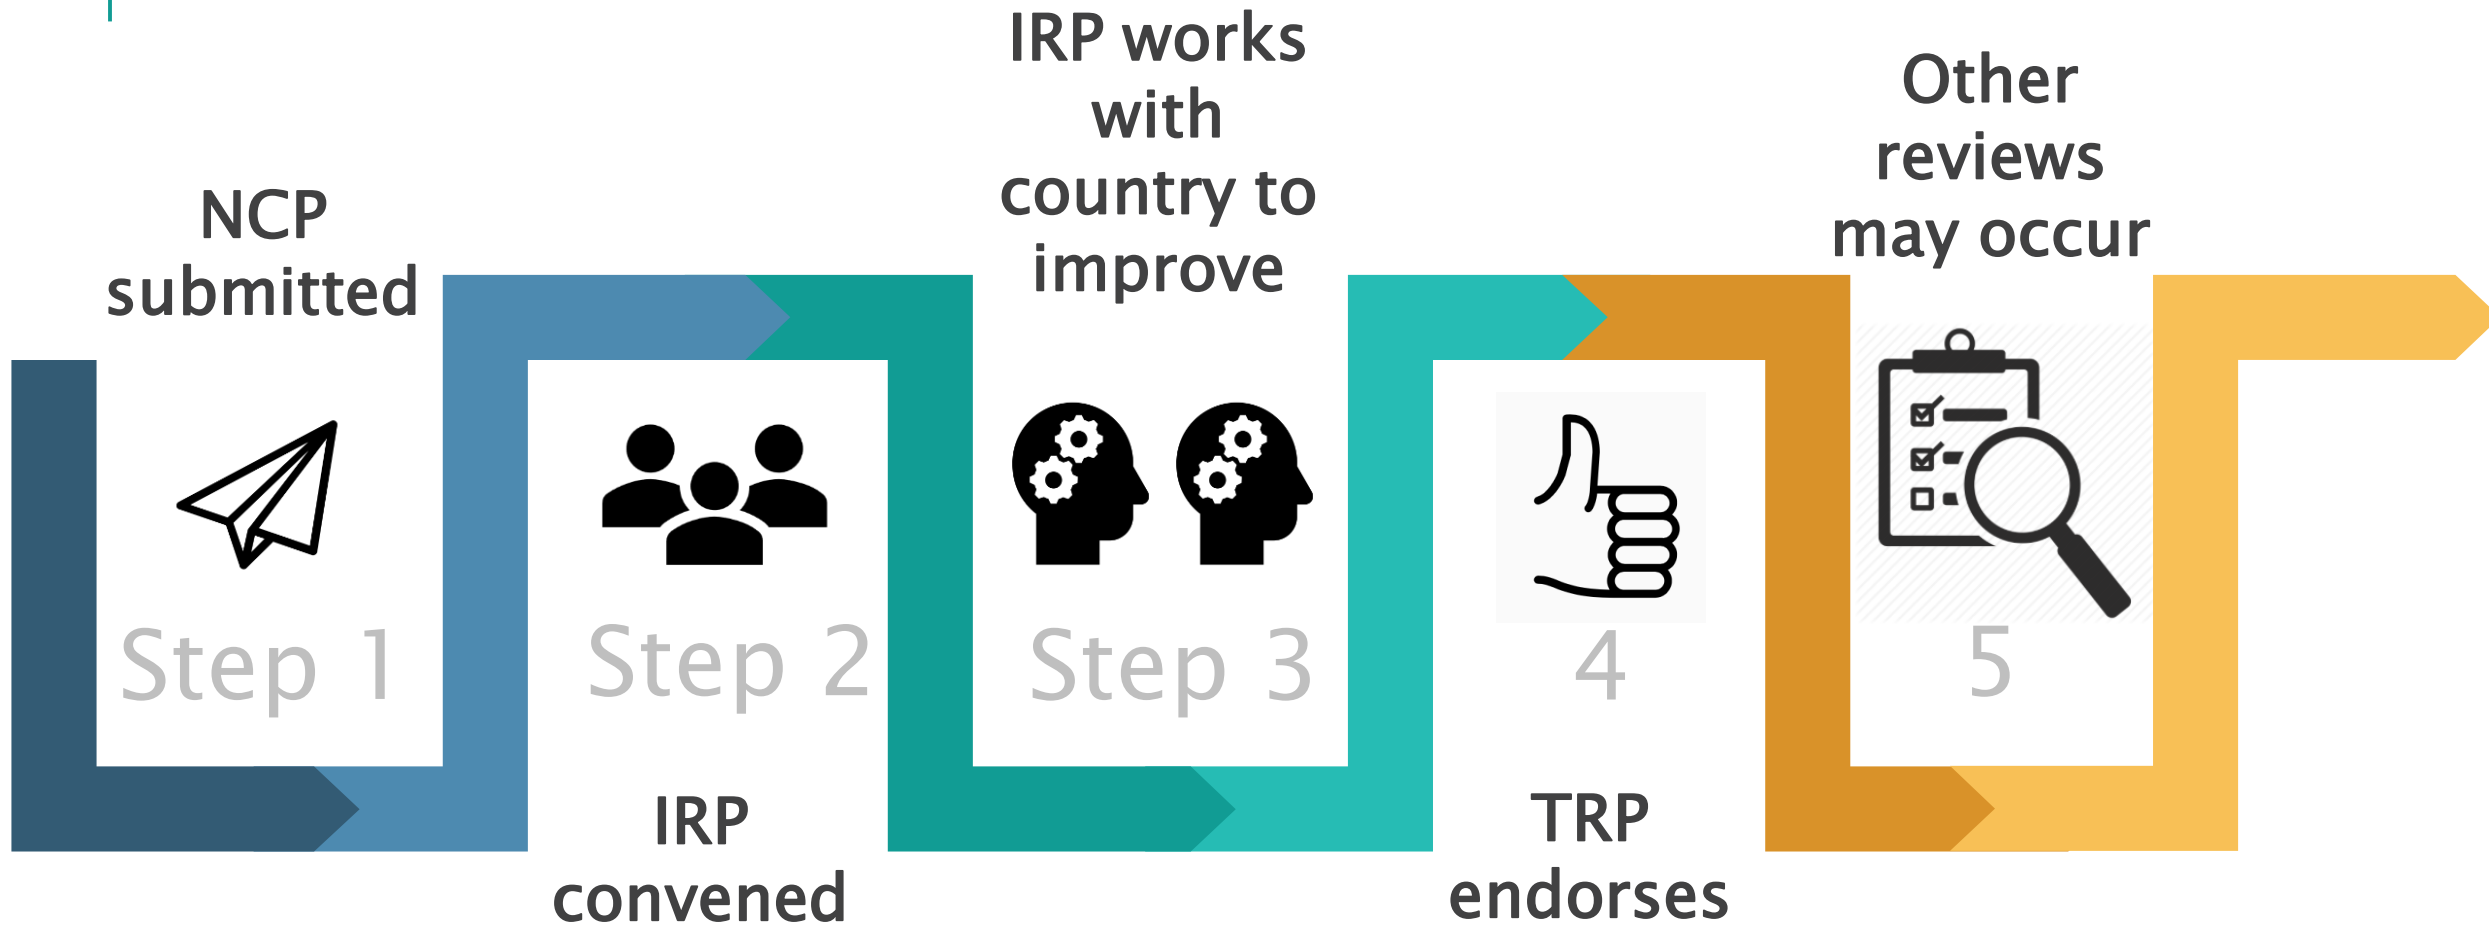 NCP
submitted
Step 1
Step 2
IRP
convened
IRP works
with
country to
improve
Step 3
4
TRP
endorses
Other
reviews
may occur
5